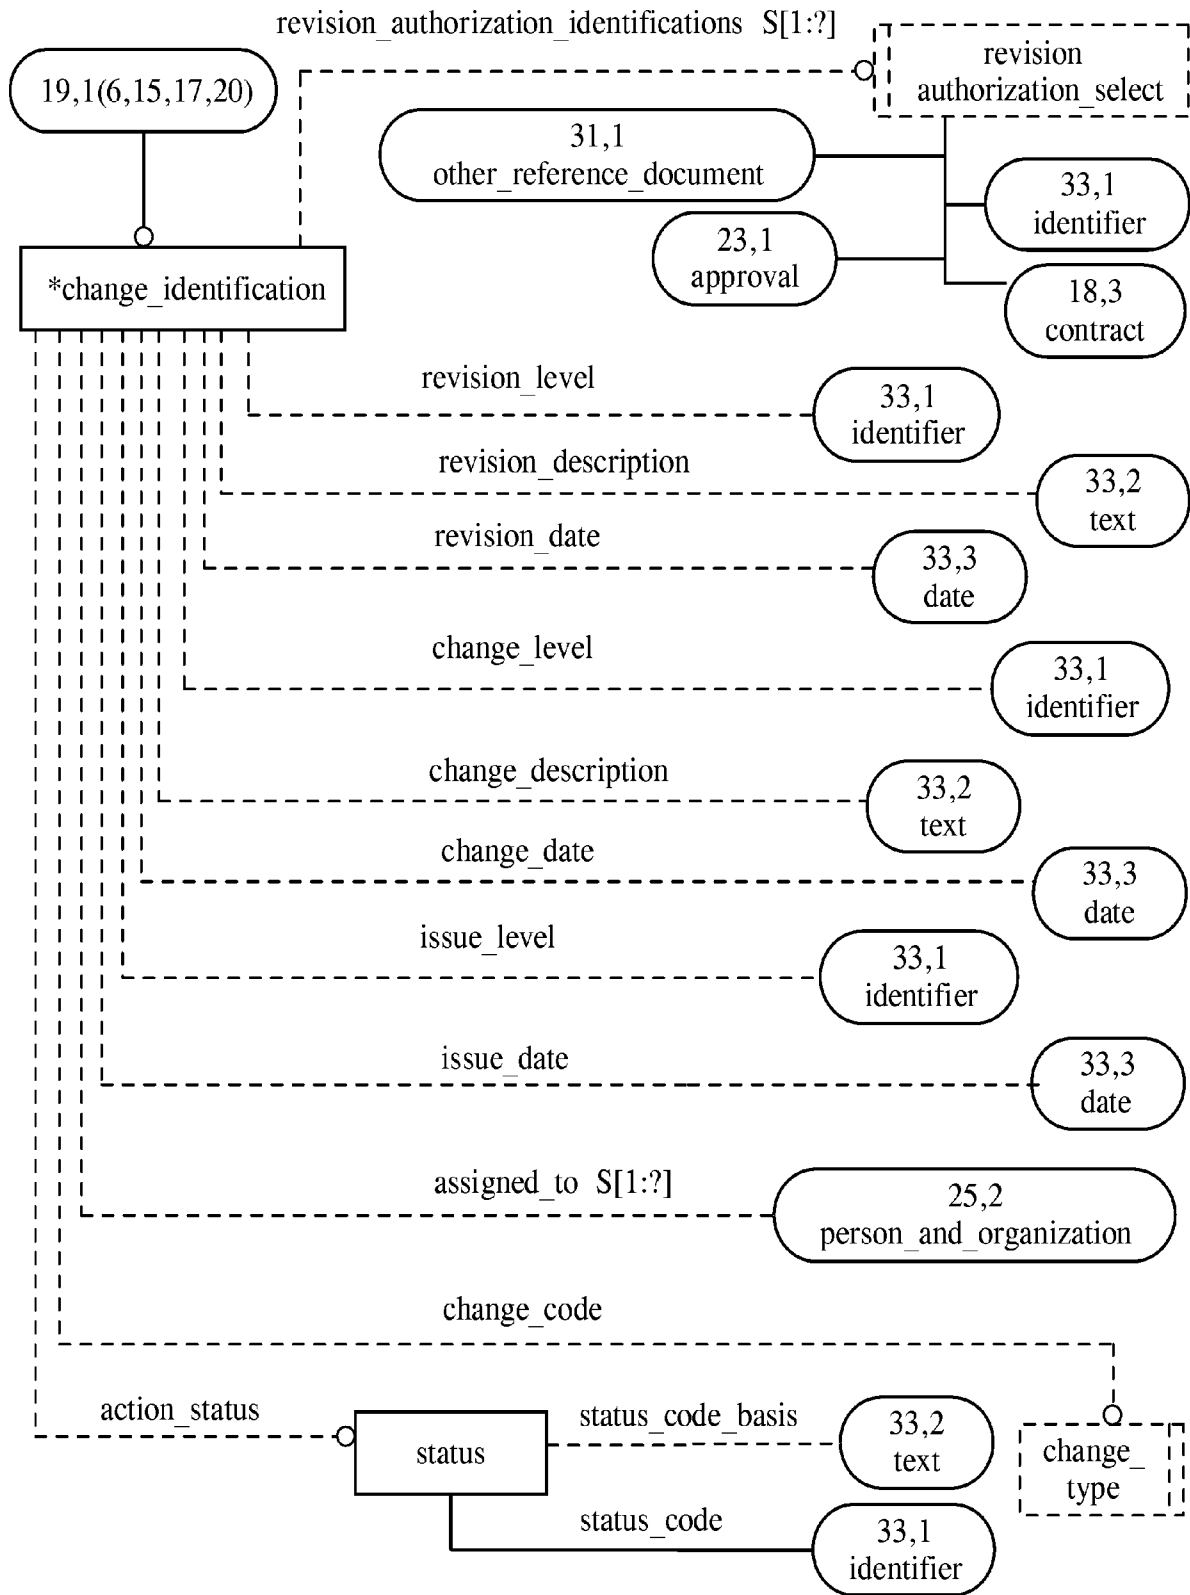 revision_authorization_identifications S[1:?]
revision
authorization_select
19,1(6,15,17,20)
31,1
other_reference_document
33,1
identifier
23,1
approval
*change_identification
18,3
contract
revision_level
33,1
identifier
revision_description
33,2
text
revision_date
33,3
date
change_level
33,1
identifier
change_description
33,2
text
change_date
33,3
date
issue_level
33,1
identifier
issue_date
33,3
date
assigned_to S[1:?]
25,2
person_and_organization
change_code
action_status
status_code_basis
33,2
text
status
change_
type
status_code
33,1
identifier